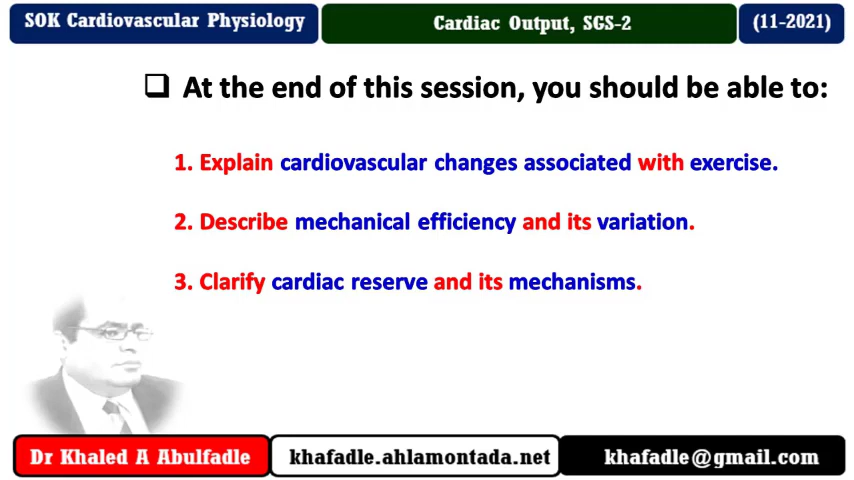 SOK Cardiovascular Physiology
Cardiac Output, SGS-2
(11-2021)
❑ At the end of this session, you should be able to:
1. Explain cardiovascular changes associated with exercise.
2. Describe mechanical efficiency and its variation.
3. Clarify cardiac reserve and its mechanisms.
Dr Khaled A Abulfadle
khafadle.ahlamontada.net
khafadle@gmail.com